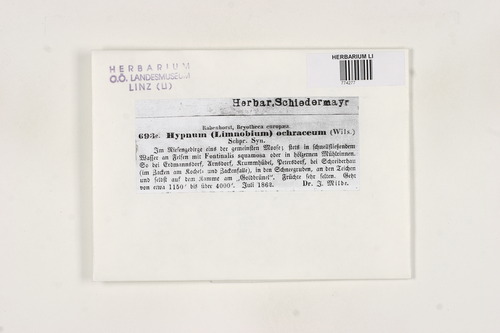 HERBARIUM
O.Ö. LANDESMUSEUM
LINZ (LI)
HERBARIUM LI
774277
Herbar.Schiedermayr
Rabenhorst, Bryotheca europaea
693c. Hypnum (Limnobium) ochraceum (Wils.)
Schpr. Syn.
Im Riesengebirge eins der gemeinsten Moose; stets in schnellfließendem
Wasser an Felsen mit Fontinalis squamosa oder in hölzernen Mühlrinnen.
So bei Erdmannsdorf, Arnsdorf, Krummhübel, Petersdorf, bei Schreiberhau
(im Zacken am Kochel- und Zackenfalle), in den Schneegruben, an den Teichen
und selbst auf dem Kamme am „Goldbrünel". Früchte sehr selten. Geht
von etwa 1150' bis über 4000'. Juli 1862. Dr. J. Milde.